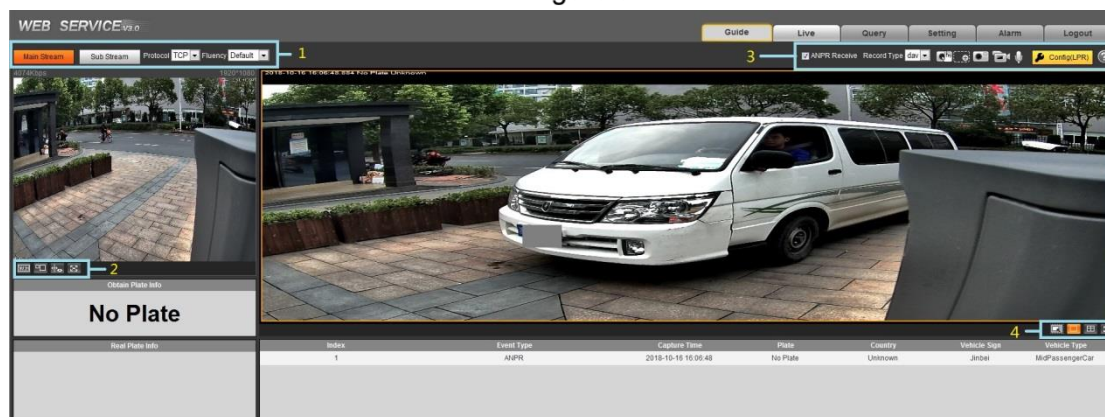 WEB SERVICE V3.0
Guide Live Query Setting Alarm Logout
Main Stream Sub Stream Protocol TCP Fluency Default 1
3 ANPR Receive Record Type dav Config(LPR)
4074Kbps 1920*1080
2018-10-16 16:06:48.884 No Plate Unknown
2
Obtain Plate Info
No Plate
4
Real Plate Info
Index Event Type Capture Time Plate Country Vehicle Sign Vehicle Type
1 ANPR 2018-10-16 16:06:48 No Plate Unknown Jinbei MidPassengerCar